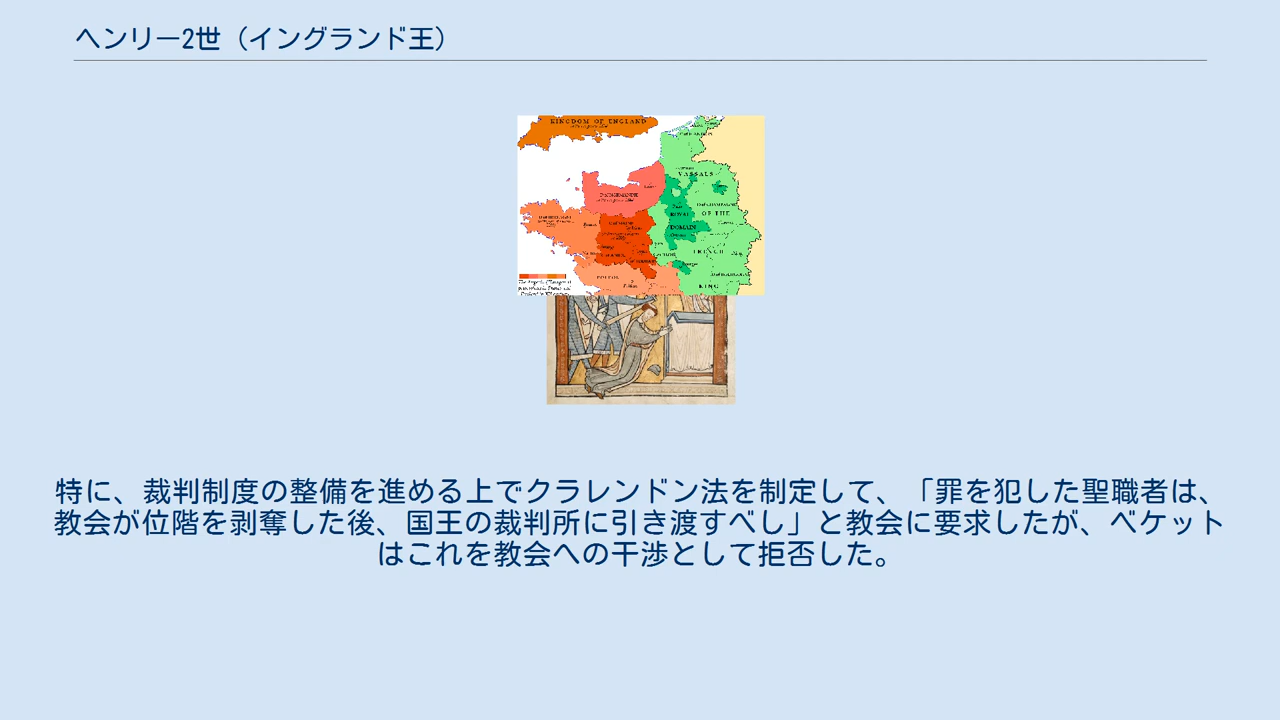 ヘンリー2世（イングランド王）
KINGDOM OF ENGLAND
VASSALS
ROYAL
OF THE
DOMAIN
FRENCH
KING
特に、裁判制度の整備を進める上でクラレンドン法を制定して、「罪を犯した聖職者は、
教会が位階を剥奪した後、国王の裁判所に引き渡すべし」と教会に要求したが、ベケット
はこれを教会への干渉として拒否した。